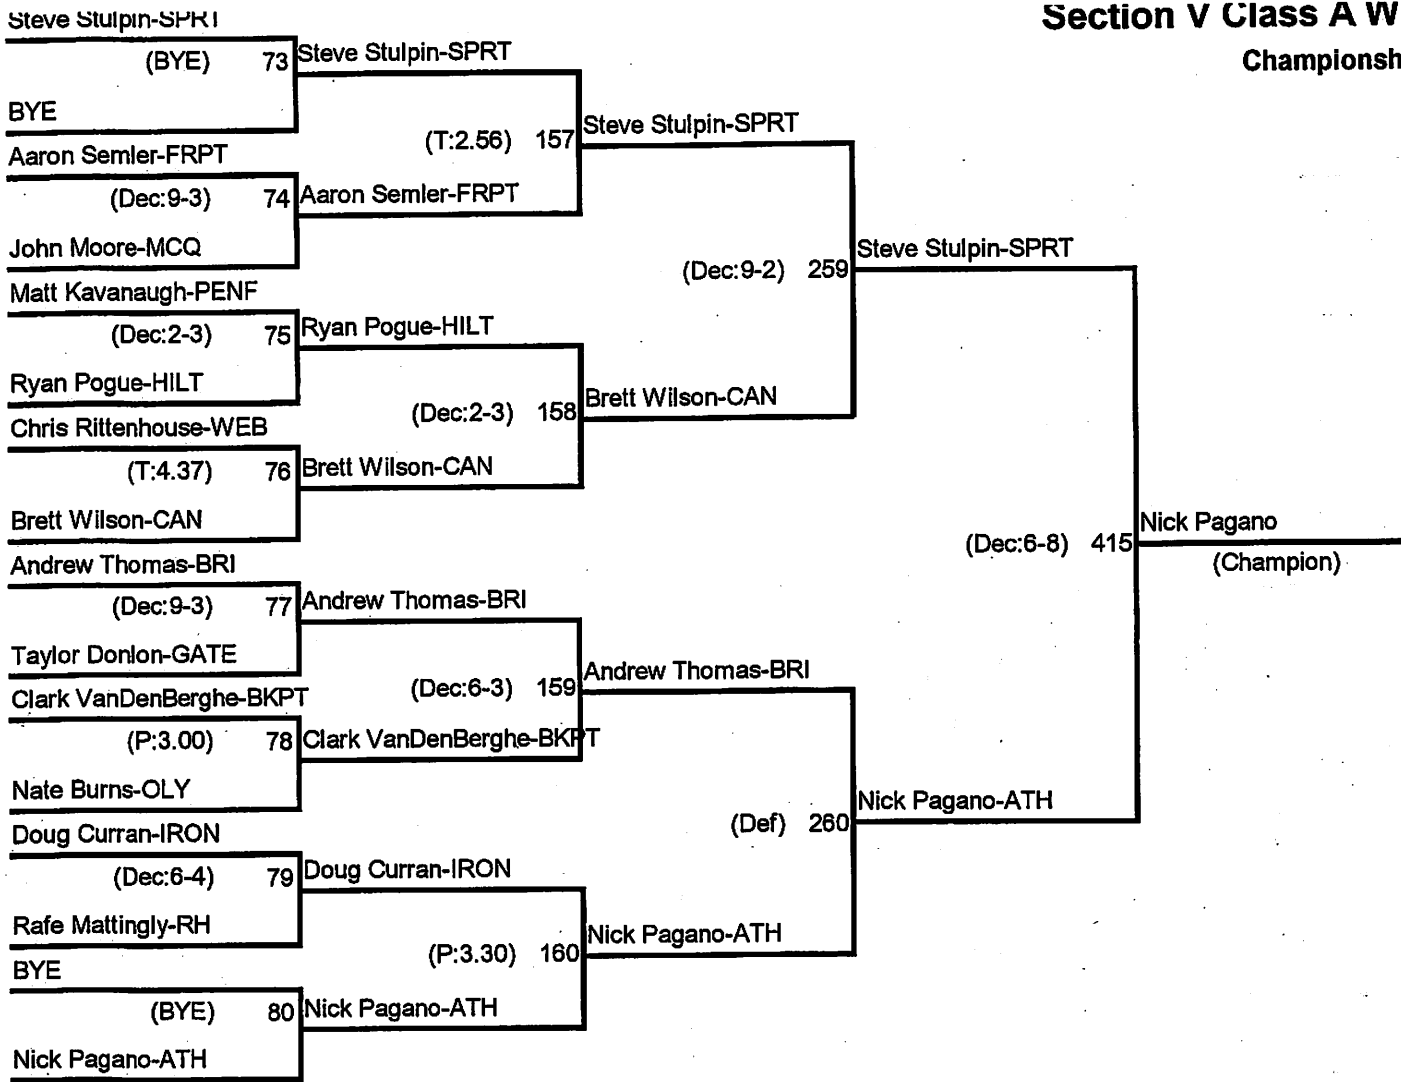 Section V Class A W
Championsh
Steve Stulpin-SPRT
(BYE) 73 Steve Stulpin-SPRT
BYE
(T:2.56) 157 Steve Stulpin-SPRT
Aaron Semler-FRPT
(Dec:9-3) 74 Aaron Semler-FRPT
John Moore-MCQ
(Dec:9-2) 259 Steve Stulpin-SPRT
Matt Kavanaugh-PENF
(Dec:2-3) 75 Ryan Pogue-HILT
Ryan Pogue-HILT
(Dec:2-3) 158 Brett Wilson-CAN
Chris Rittenhouse-WEB
(T:4.37) 76 Brett Wilson-CAN
Brett Wilson-CAN
(Dec:6-8) 415 Nick Pagano
(Champion)
Andrew Thomas-BRI
(Dec:9-3) 77 Andrew Thomas-BRI
Taylor Donlon-GATE
(Dec:6-3) 159 Andrew Thomas-BRI
Clark VanDenBerghe-BKPT
(P:3.00) 78 Clark VanDenBerghe-BKPT
Nate Burns-OLY
(Def) 260 Nick Pagano-ATH
Doug Curran-IRON
(Dec:6-4) 79 Doug Curran-IRON
Rafe Mattingly-RH
(P:3.30) 160 Nick Pagano-ATH
BYE
(BYE) 80 Nick Pagano-ATH
Nick Pagano-ATH